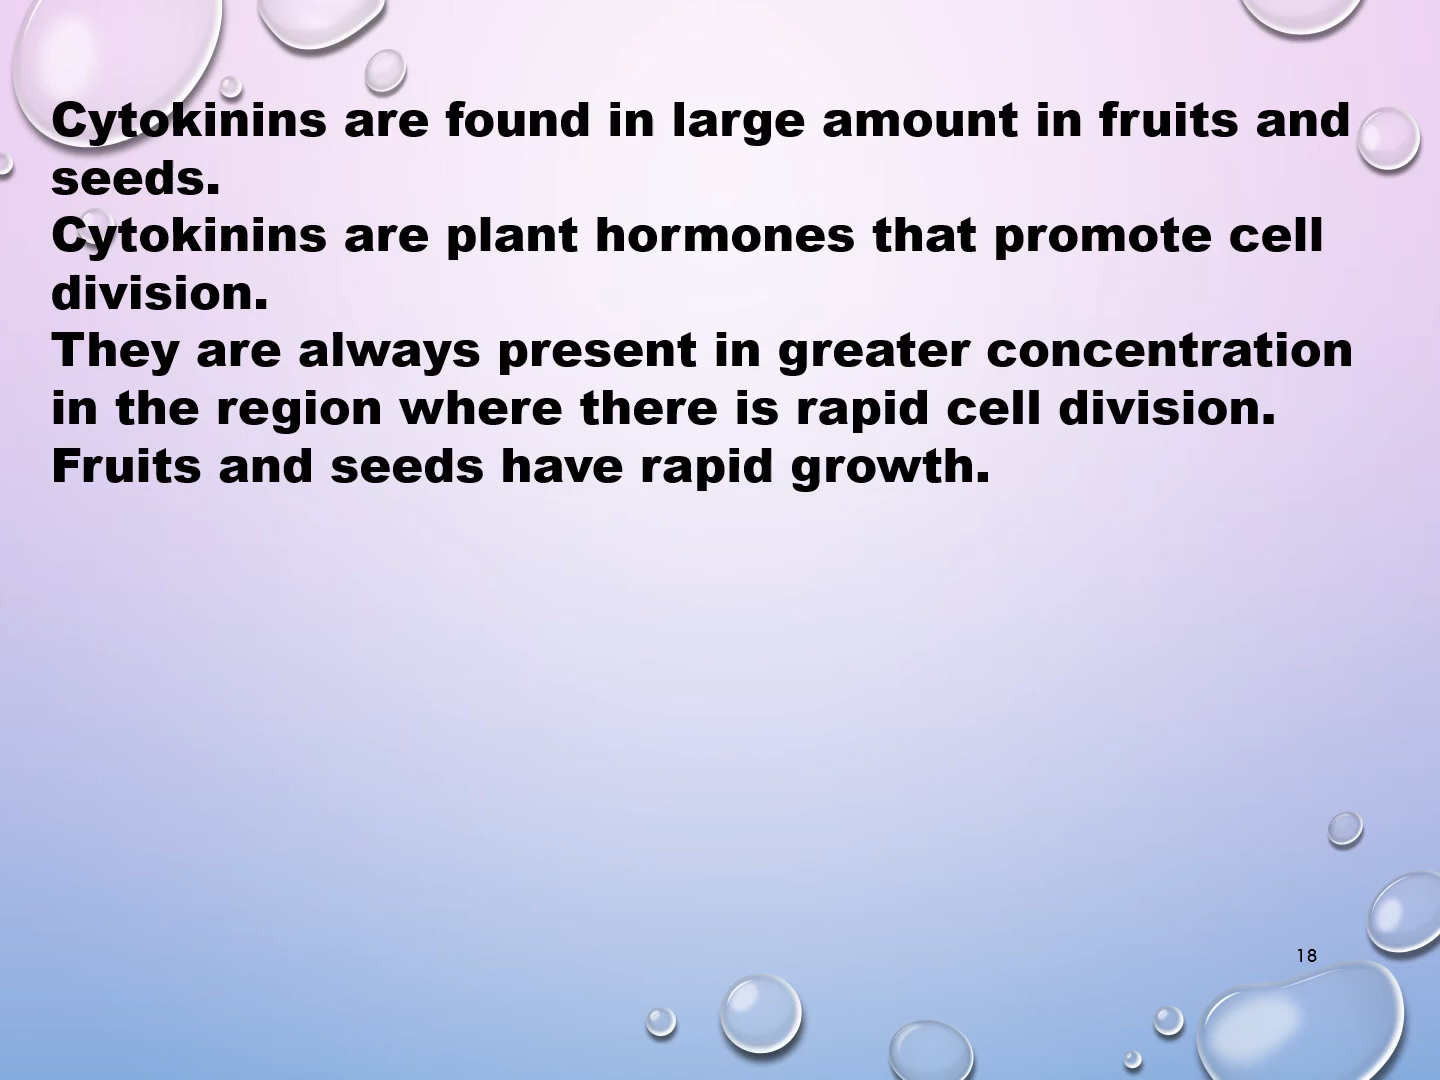 Cytokinins are found in large amount in fruits and
seeds.
Cytokinins are plant hormones that promote cell
division.
They are always present in greater concentration
in the region where there is rapid cell division.
Fruits and seeds have rapid growth.
18